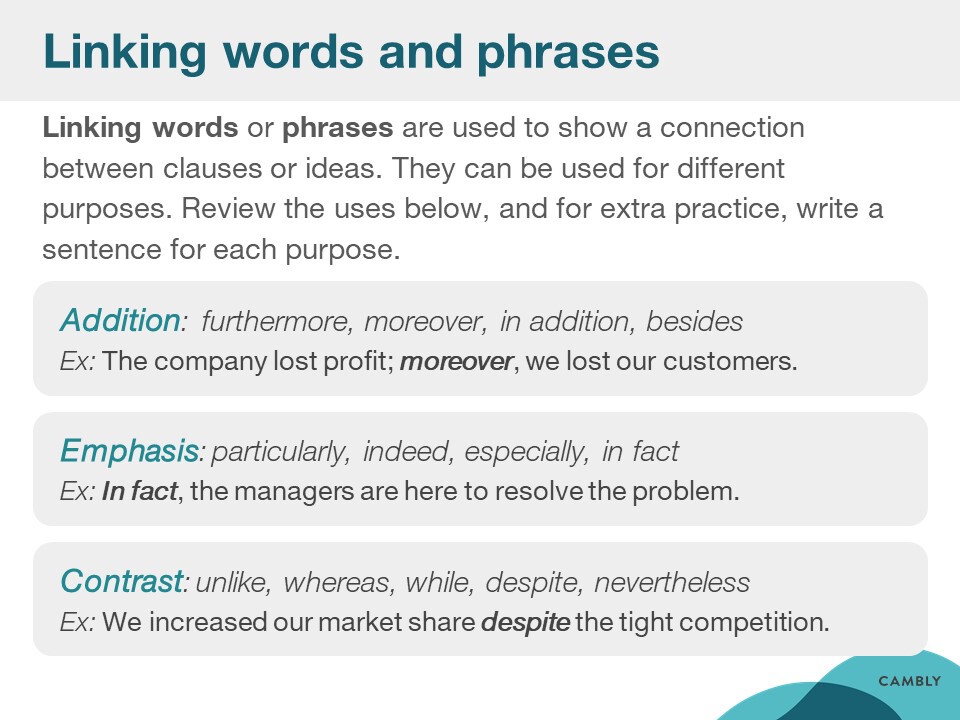 Linking words and phrases
Linking words or phrases are used to show a connection
between clauses or ideas. They can be used for different
purposes. Review the uses below, and for extra practice, write a
sentence for each purpose.
Addition: furthermore, moreover, in addition, besides
Ex: The company lost profit; moreover, we lost our customers.
Emphasis: particularly, indeed, especially, in fact
Ex: In fact, the managers are here to resolve the problem.
Contrast: unlike, whereas, while, despite, nevertheless
Ex: We increased our market share despite the tight competition.
CAMBLY